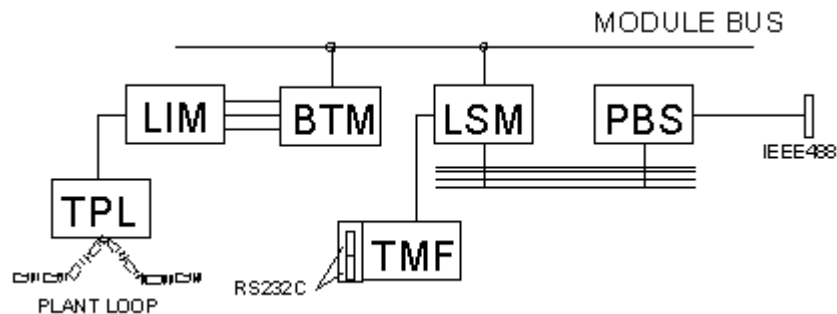 MODULE BUS
LIM
BTM
LSM
PBS
IEEE488
TPL
TMF
RS232C
PLANT LOOP